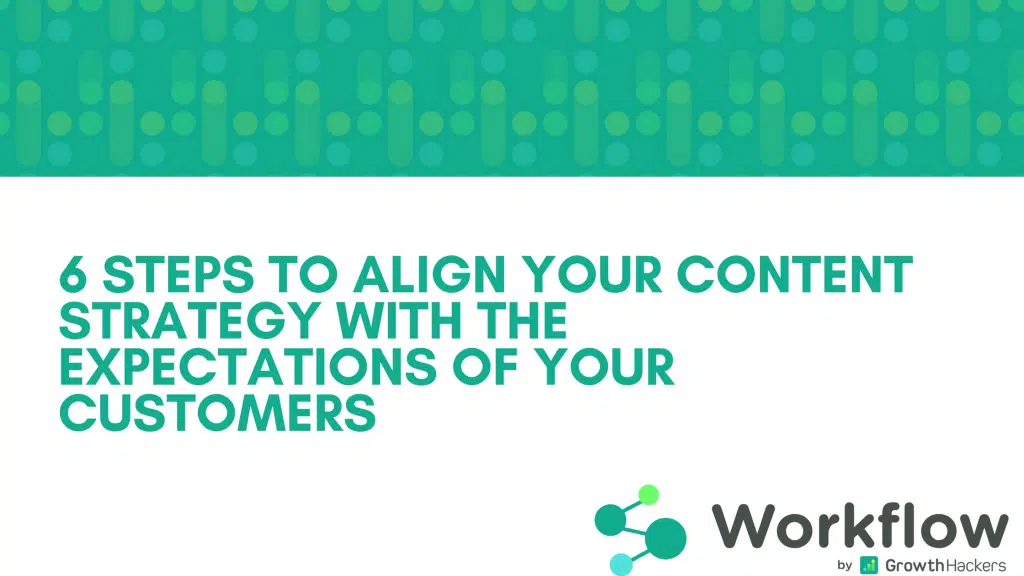 6 STEPS TO ALIGN YOUR CONTENT
STRATEGY WITH THE
EXPECTATIONS OF YOUR
CUSTOMERS
Workflow
by GrowthHackers